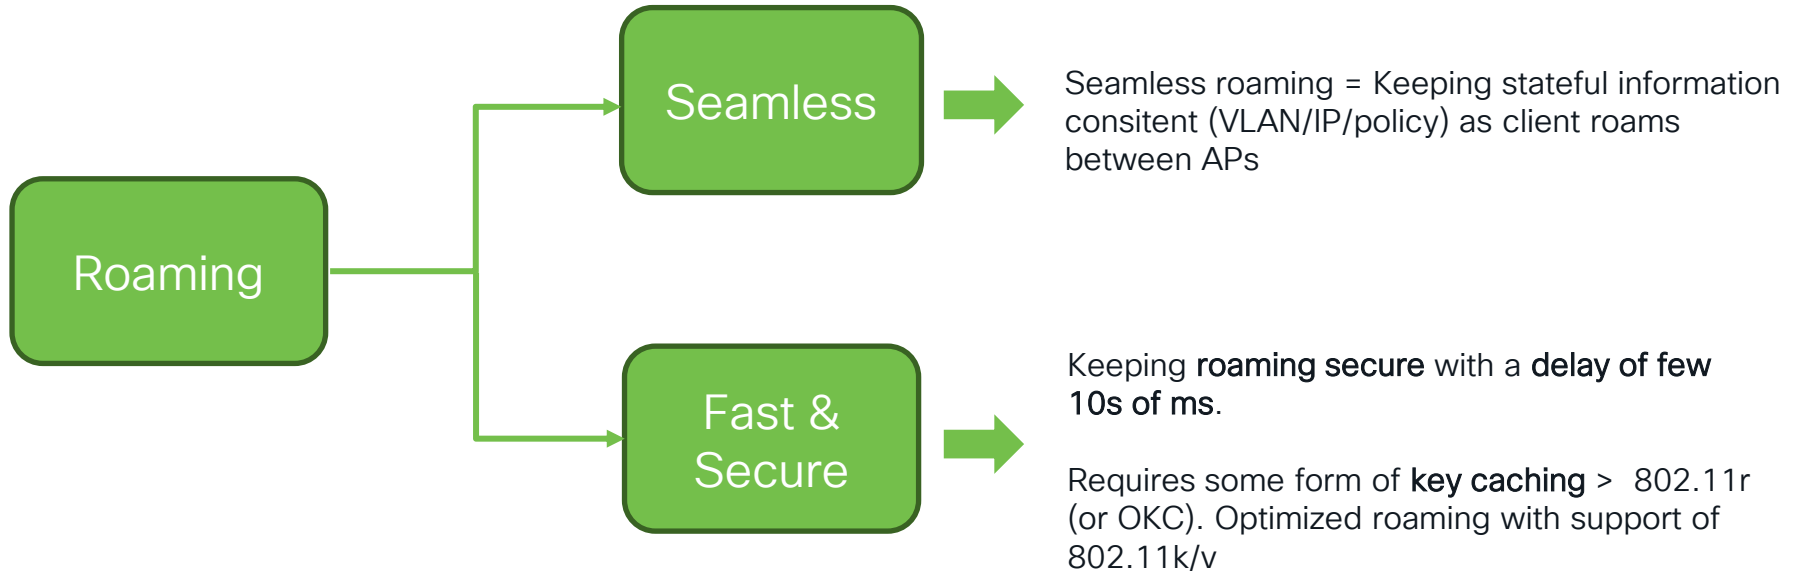 Roaming
Seamless
Seamless roaming = Keeping stateful information
consitent (VLAN/IP/policy) as client roams
between APs
Fast &
Secure
Keeping roaming secure with a delay of few
10s of ms.
Requires some form of key caching > 802.11r
(or OKC). Optimized roaming with support of
802.11k/v